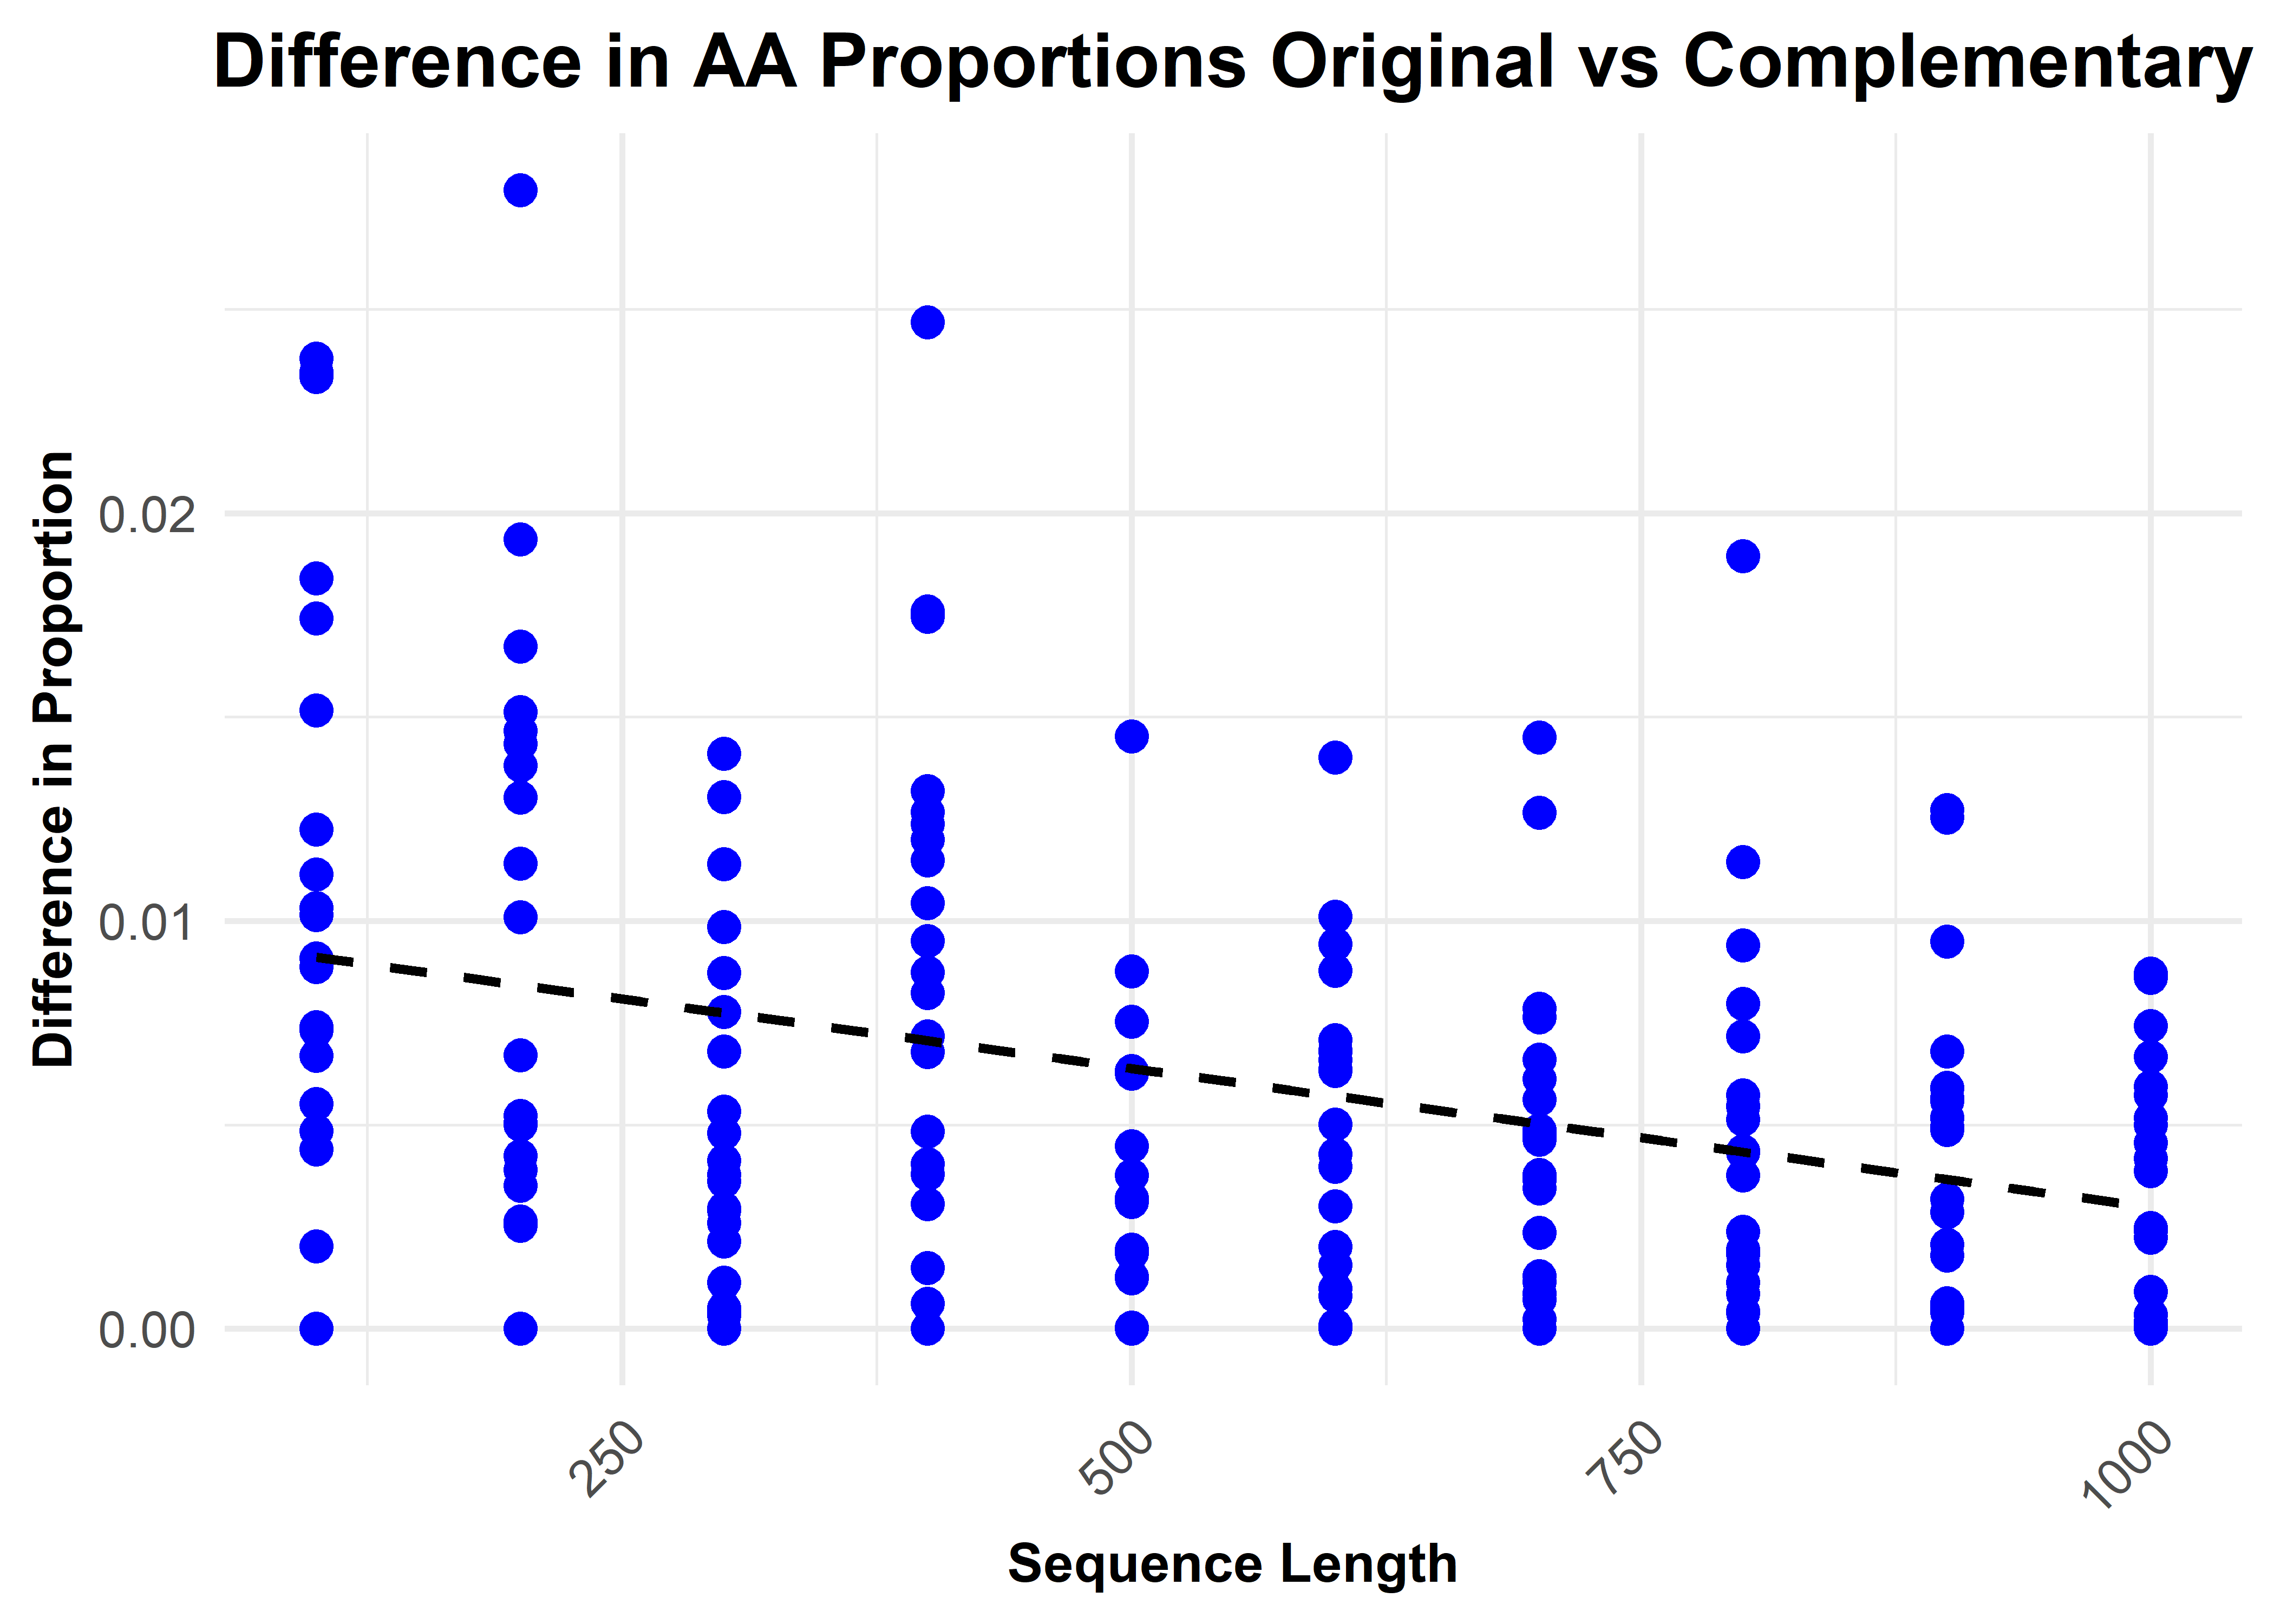 Difference in AA Proportions Original vs Complementary
Difference in Proportion
0.02
0.01
0.00
250
500
750
1000
Sequence Length